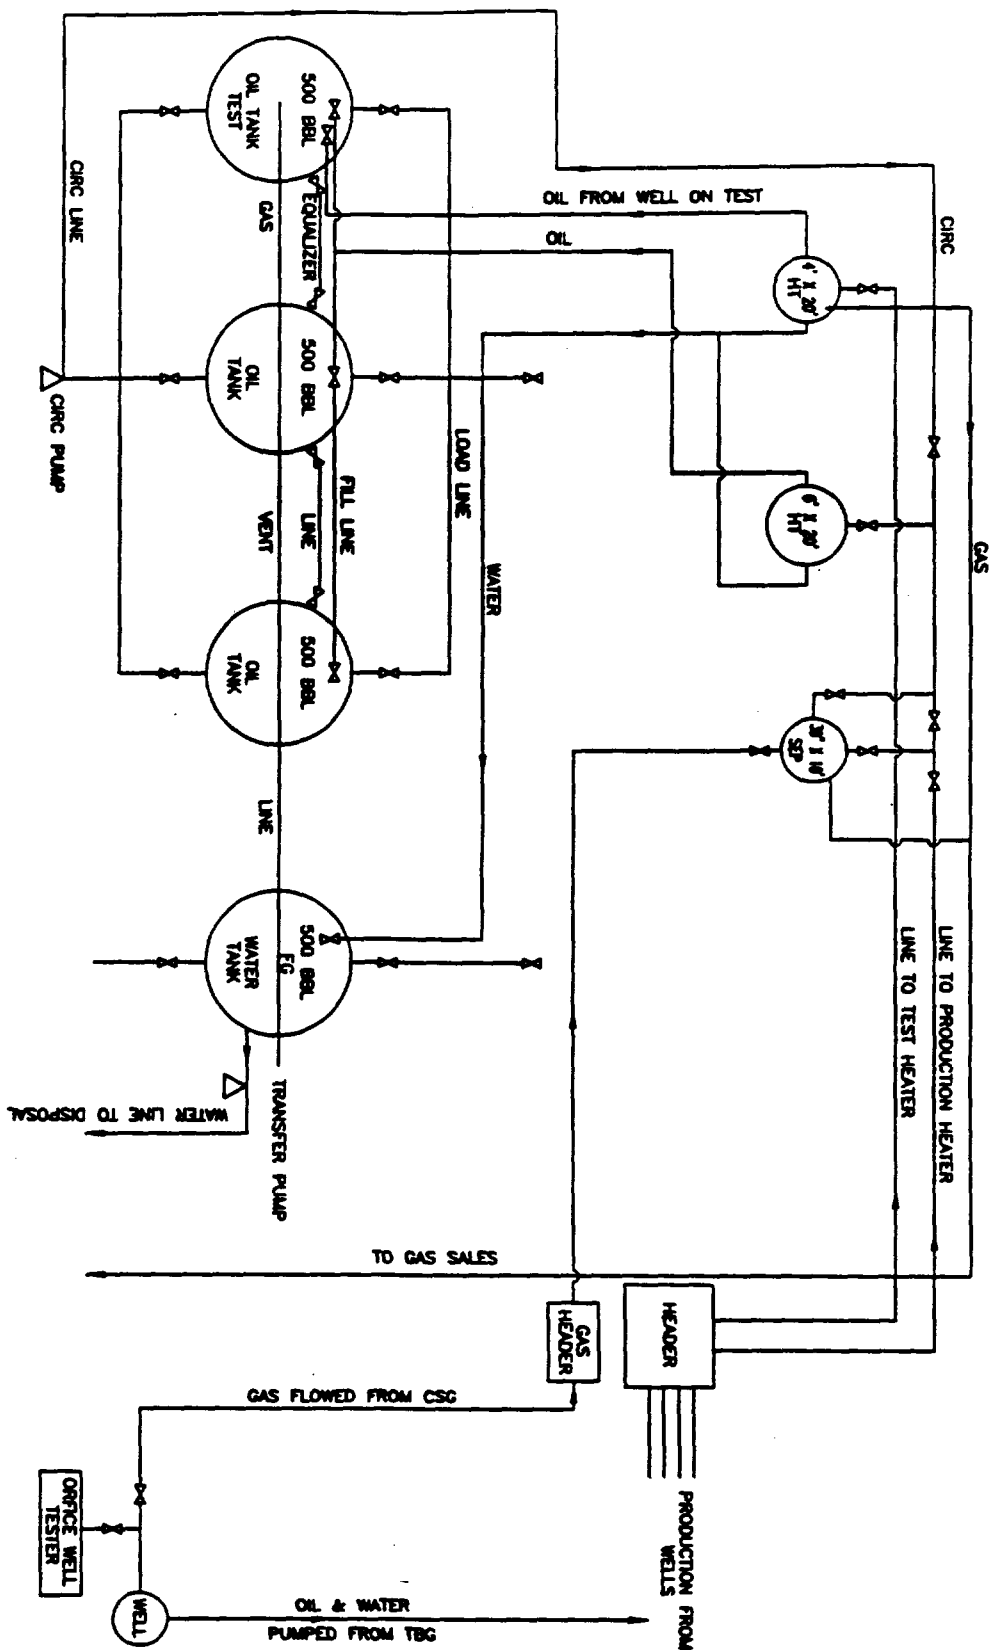 500 BBL
OIL TANK
TEST
CIRC LINE
GAS
EQUALIZER
OIL FROM WELL ON TEST
OIL
CIRC
4' X 20'
HT
500 BBL
OIL
TANK
CIRC PUMP
LOAD LINE
FILL LINE
LINE
VENT
6' X 20'
HT
GAS
WATER
500 BBL
OIL
TANK
SEP
LINE
500 BBL
FG
WATER
TANK
LINE TO PRODUCTION HEATER
LINE TO TEST HEATER
WATER LINE TO DISPOSAL
TRANSFER PUMP
TO GAS SALES
GAS
HEADER
HEADER
GAS FLOWED FROM CSG
PRODUCTION FROM
WELLS
ORFICE WELL
TESTER
WELL
OIL & WATER
PUMPED FROM TBG